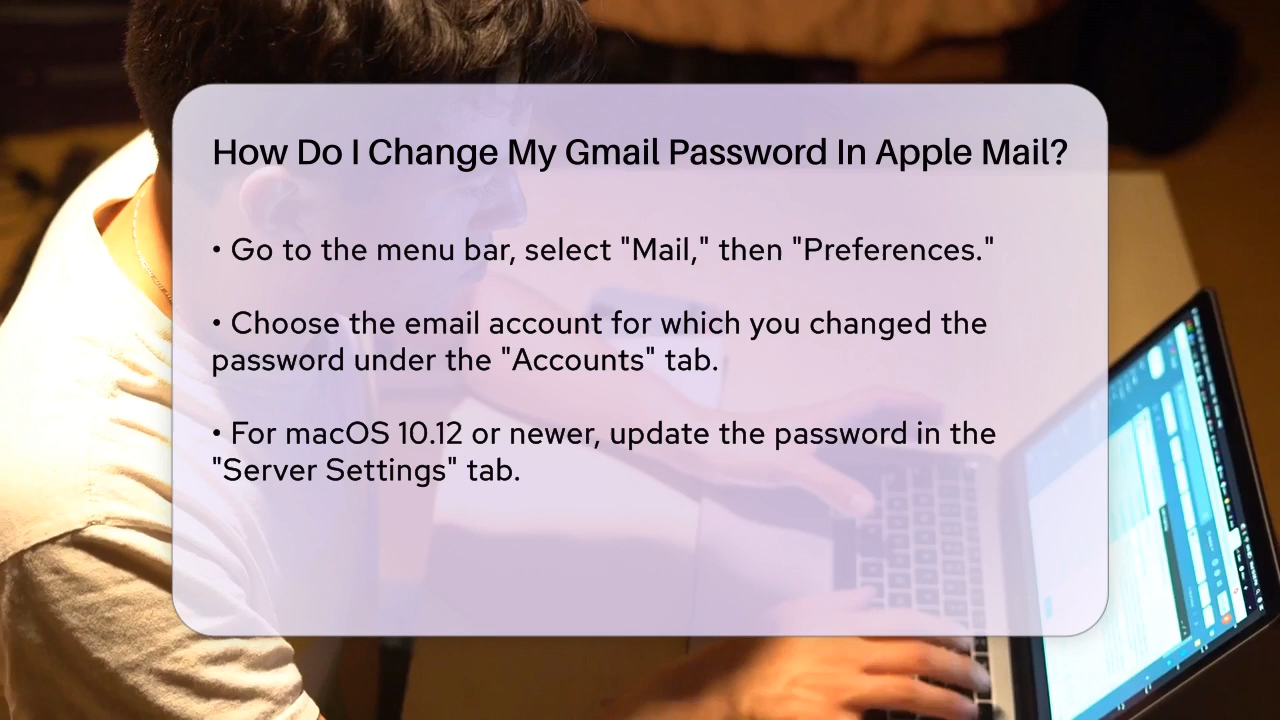 How Do I Change My Gmail Password In Apple Mail?
• Go to the menu bar, select "Mail," then "Preferences."
• Choose the email account for which you changed the
password under the "Accounts" tab.
• For macOS 10.12 or newer, update the password in the
"Server Settings" tab.